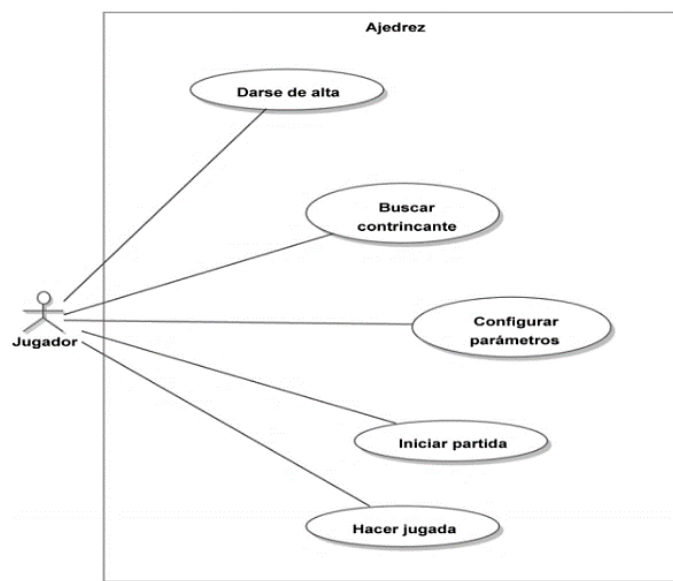 Ajedrez
Darse de alta
Buscar
contrincante
Configurar
parámetros
Jugador
Iniciar partida
Hacer jugada